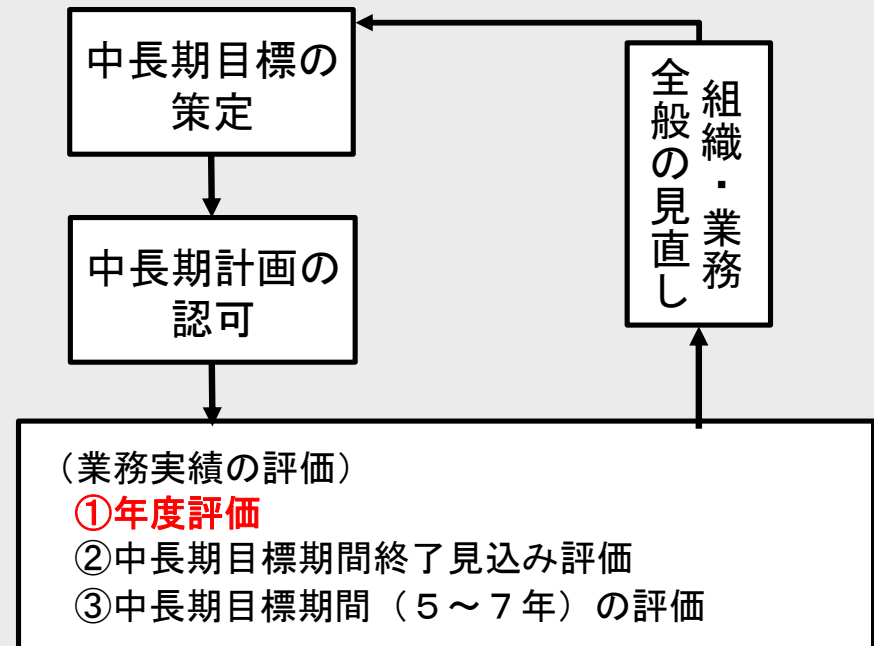 中長期目標の
策定
中長期計画の
認可
組織・業務
全般の見直し
（業務実績の評価）
①年度評価
②中長期目標期間終了見込み評価
③中長期目標期間（５～７年）の評価